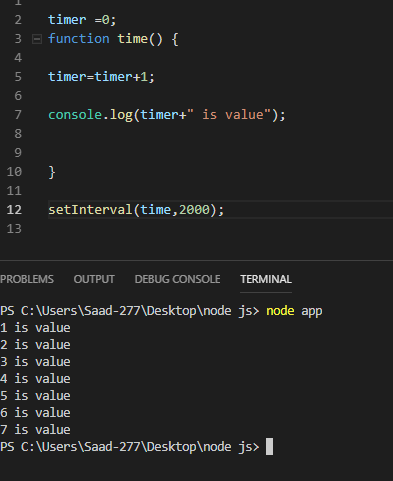 1
2 timer =0;
3 function time() {
4
5 timer=timer+1;
6
7 console.log(timer+" is value");
8
9
10 }
11
12 setInterval(time,2000);
13
PROBLEMS OUTPUT DEBUG CONSOLE TERMINAL
PS C:\Users\Saad-277\Desktop\node js> node app
1 is value
2 is value
3 is value
4 is value
5 is value
6 is value
7 is value
PS C:\Users\Saad-277\Desktop\node js>